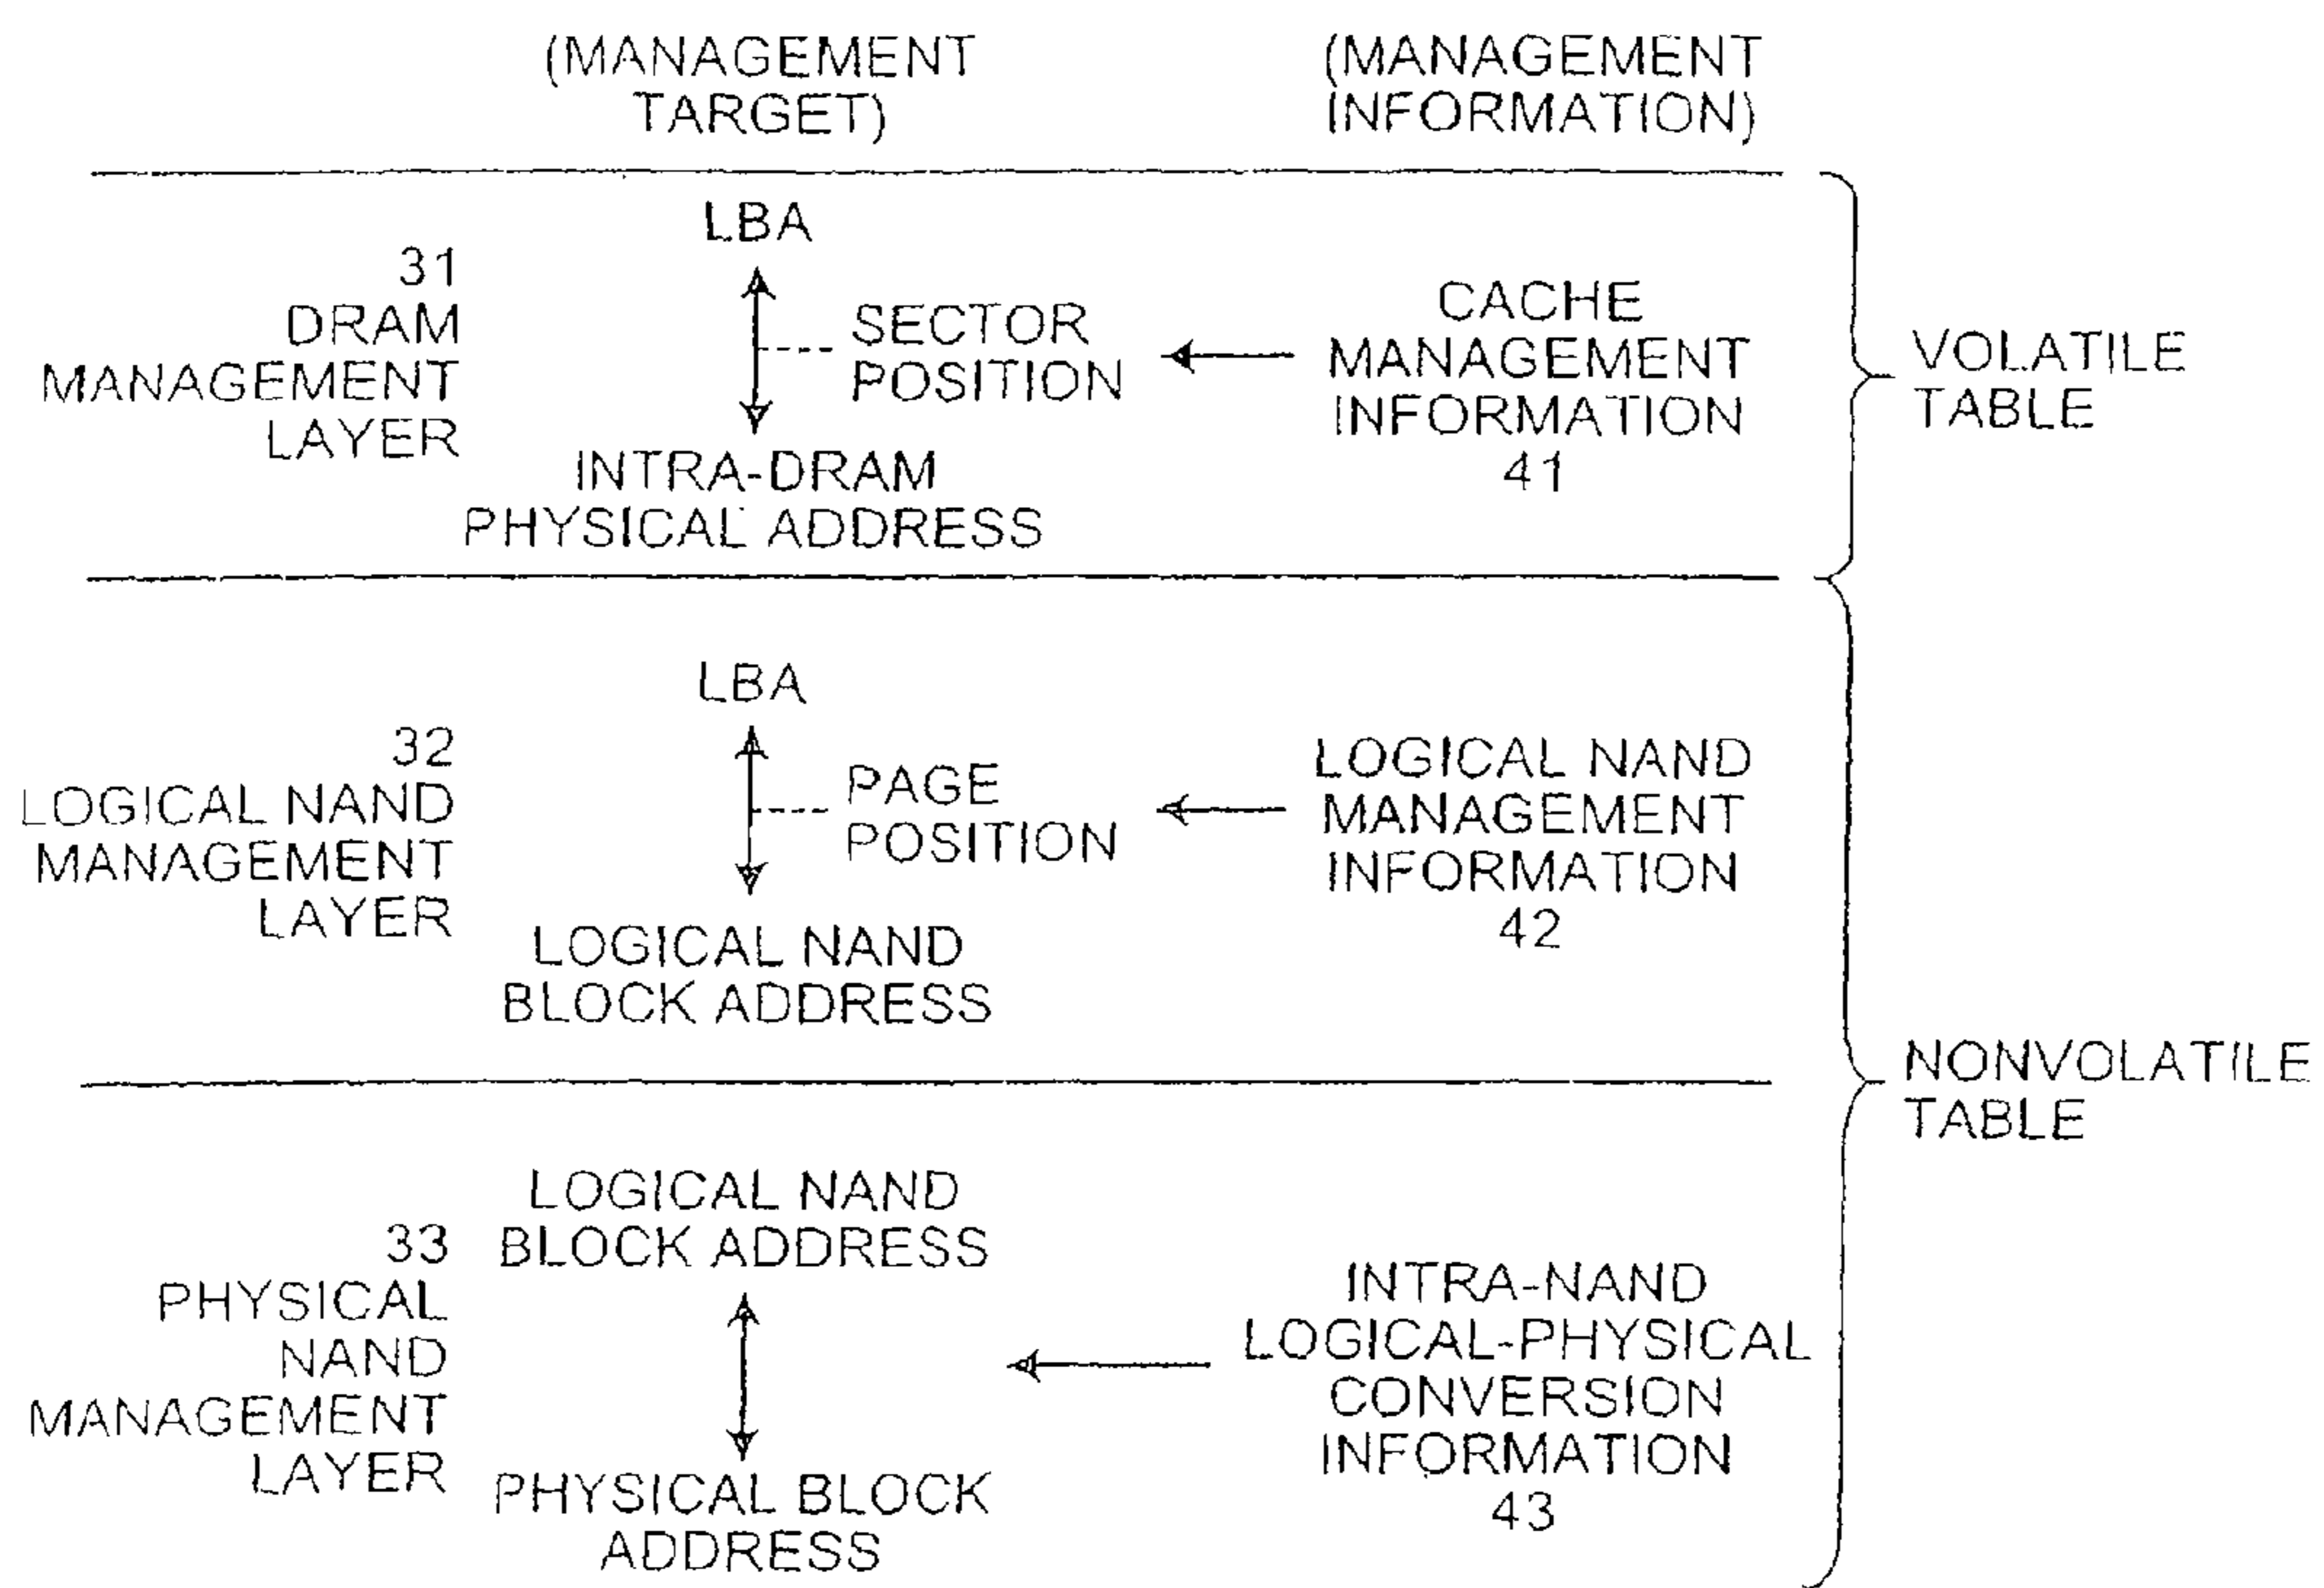 (MANAGEMENT
TARGET)
(MANAGEMENT
INFORMATION)
31
DRAM
MANAGEMENT
LAYER
LBA
SECTOR
POSITION
INTRA-DRAM
PHYSICAL ADDRESS
CACHE
MANAGEMENT
INFORMATION
41
VOLATILE
TABLE
32
LOGICAL NAND
MANAGEMENT
LAYER
LBA
PAGE
POSITION
LOGICAL NAND
BLOCK ADDRESS
LOGICAL NAND
MANAGEMENT
INFORMATION
42
NONVOLATILE
TABLE
33
PHYSICAL
NAND
MANAGEMENT
LAYER
LOGICAL NAND
BLOCK ADDRESS
PHYSICAL BLOCK
ADDRESS
INTRA-NAND
LOGICAL-PHYSICAL
CONVERSION
INFORMATION
43